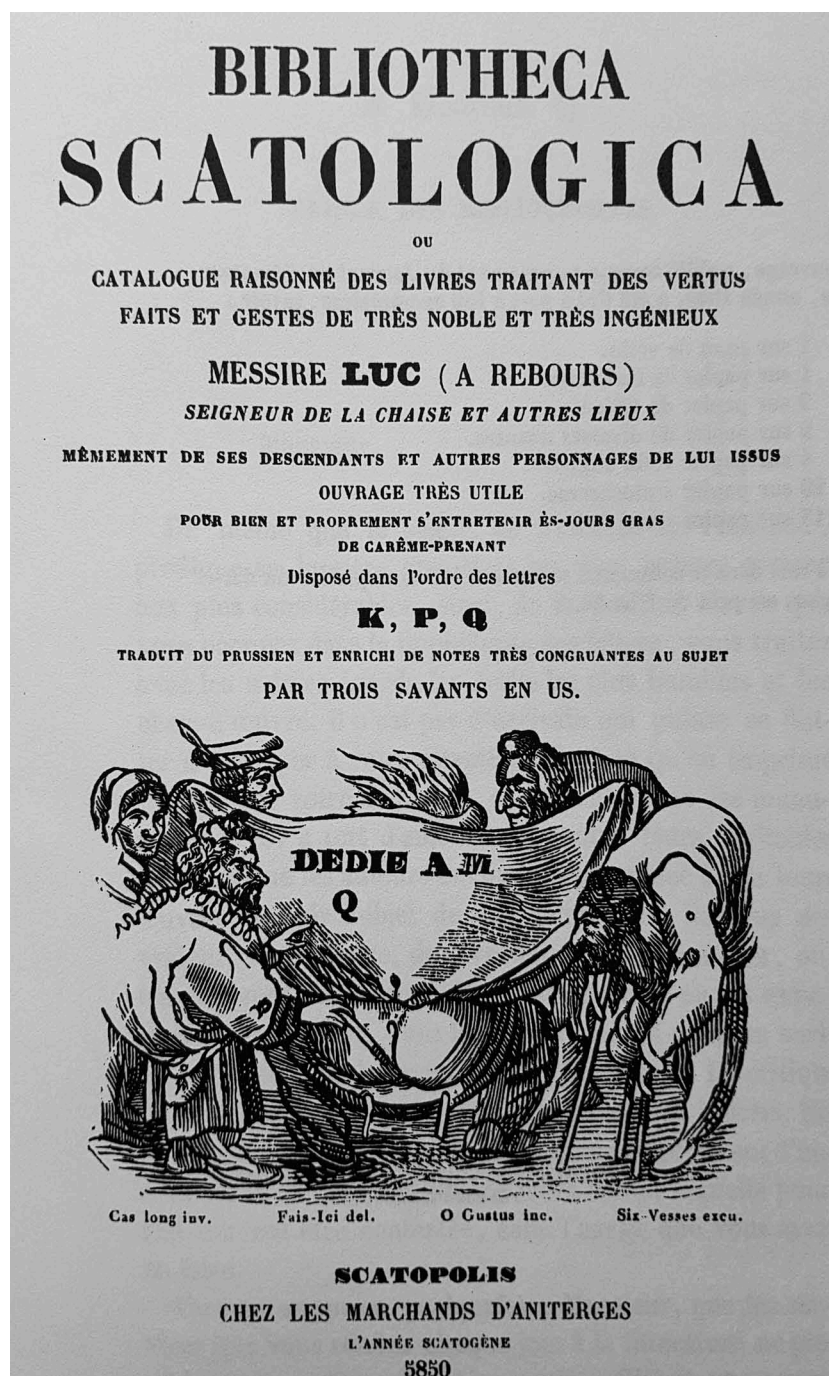 BIBLIOTHECA
SCATOLOGICA
OU
CATALOGUE RAISONNÉ DES LIVRES TRAITANT DES VERTUS
FAITS ET GESTES DE TRÈS NOBLE ET TRÈS INGÉNIEUX
MESSIRE LUC (A REBOURS)
SEIGNEUR DE LA CHAISE ET AUTRES LIEUX
MÊMEMENT DE SES DESCENDANTS ET AUTRES PERSONNAGES DE LUI ISSUS
OUVRAGE TRÈS UTILE
POUR BIEN ET PROPREMENT S'ENTRETENIR ÈS-JOURS GRAS
DE CARÊME-PRENANT
Disposé dans l'ordre des lettres
K, P, Q
TRADUIT DU PRUSSIEN ET ENRICHI DE NOTES TRÈS CONGRUANTES AU SUJET
PAR TROIS SAVANTS EN US.
DEDIE A M
Q
Cas long inv. Fais-Ici del. O Gustus inc. Six-Vesses excu.
SCATOPOLIS
CHEZ LES MARCHANDS D'ANITERGES
L'ANNÉE SCATOGÈNE
5850